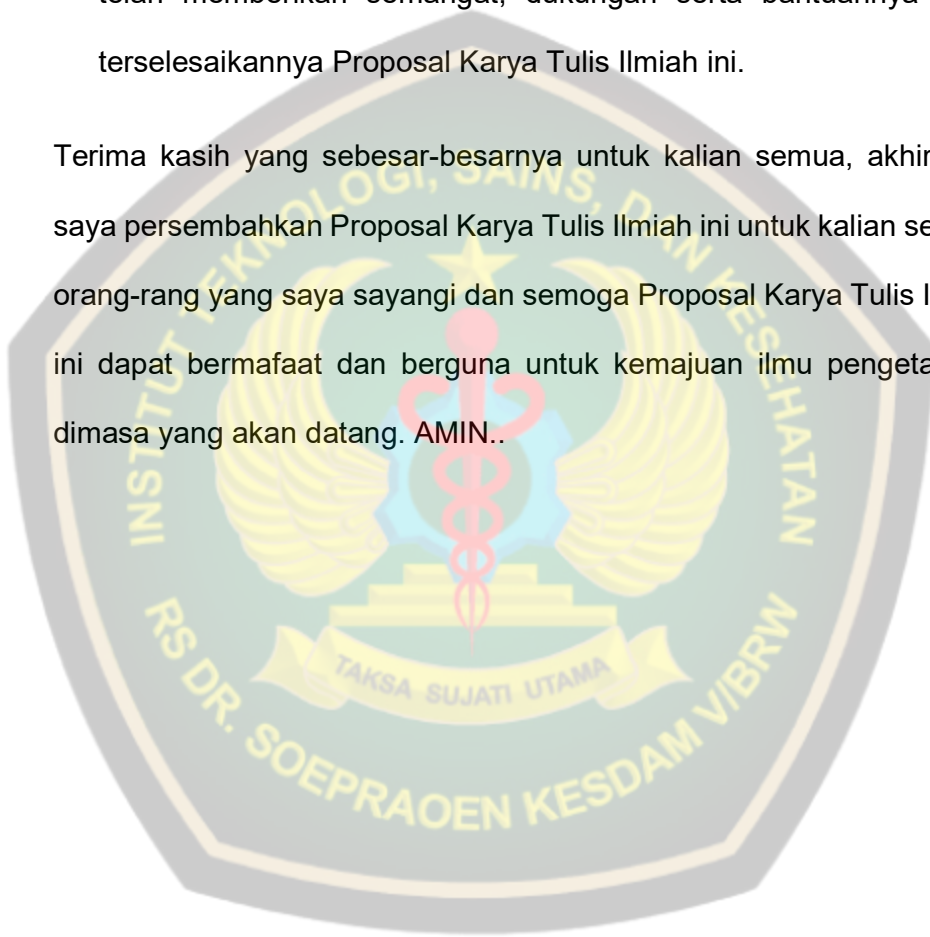 telah memberikan semangat, dukungan serta bantuannya
terselesaikannya Proposal Karya Tulis Ilmiah ini.
Terima kasih yang sebesar-besarnya untuk kalian semua, akhir
saya persembahkan Proposal Karya Tulis Ilmiah ini untuk kalian se
orang-rang yang saya sayangi dan semoga Proposal Karya Tulis I
ini dapat bermafaat dan berguna untuk kemajuan ilmu penget
dimasa yang akan datang. AMIN..
INSTITUT TEKNOLOGI, SAINS, DAN KESEHATAN
TAKSA SUJATI UTAMA
RS DR. SOEPRAOEN KESDAM V/BRW